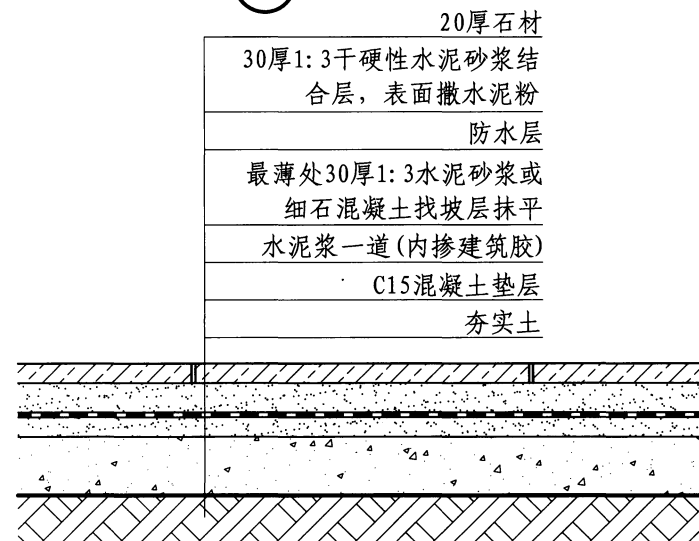 20厚石材
30厚1:3干硬性水泥砂浆结
合层，表面撒水泥粉
防水层
最薄处30厚1:3水泥砂浆或
细石混凝土找坡层抹平
水泥浆一道(内掺建筑胶)
C15混凝土垫层
夯实土